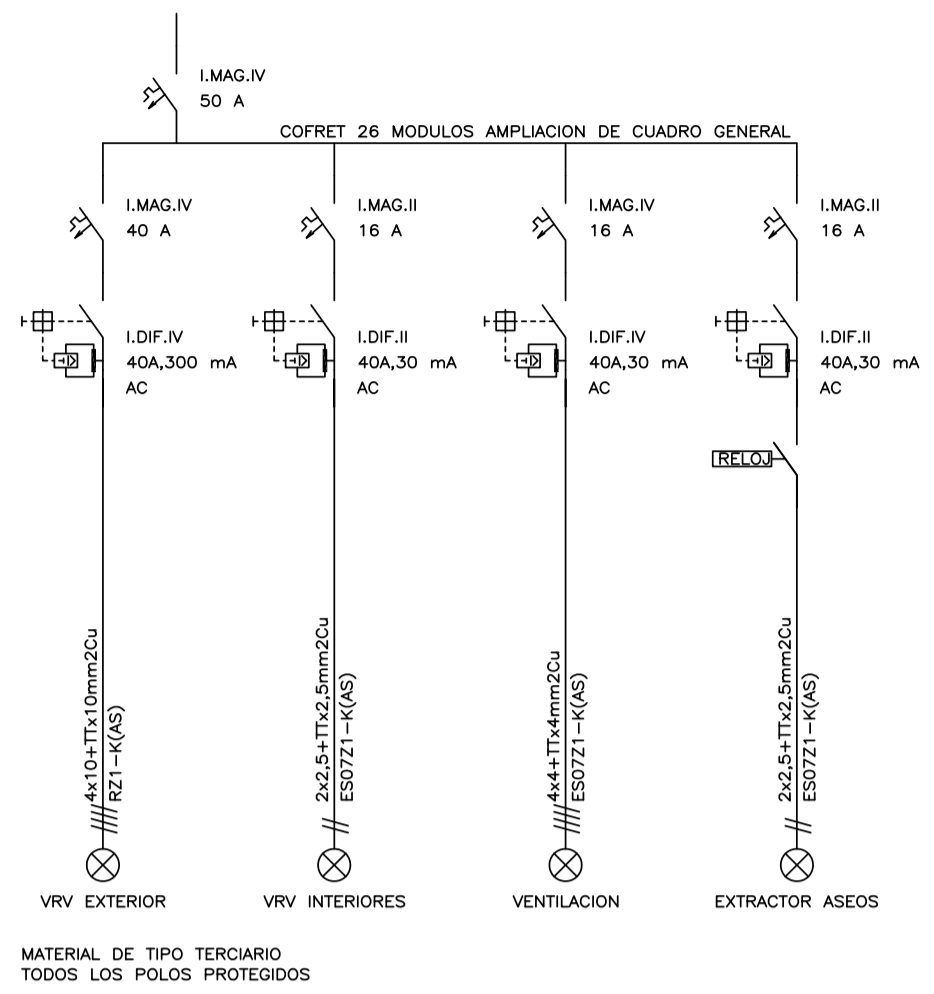 I.MAG.IV
50 A
COFRET 26 MODULOS AMPLIACION DE CUADRO GENERAL
I.MAG.IV
40 A
I.MAG.II
16 A
I.MAG.IV
16 A
I.MAG.II
16 A
I.DIF.IV
40A,300 mA
AC
I.DIF.II
40A,30 mA
AC
I.DIF.IV
40A,30 mA
AC
I.DIF.II
40A,30 mA
AC
RELOJ
4x10+TTx10mm2Cu
RZ1-K(AS)
2x2,5+TTx2,5mm2Cu
ES07Z1-K(AS)
4x4+TTx4mm2Cu
ES07Z1-K(AS)
2x2,5+TTx2,5mm2Cu
ES07Z1-K(AS)
VRV EXTERIOR
VRV INTERIORES
VENTILACION
EXTRACTOR ASEOS
MATERIAL DE TIPO TERCIARIO
TODOS LOS POLOS PROTEGIDOS